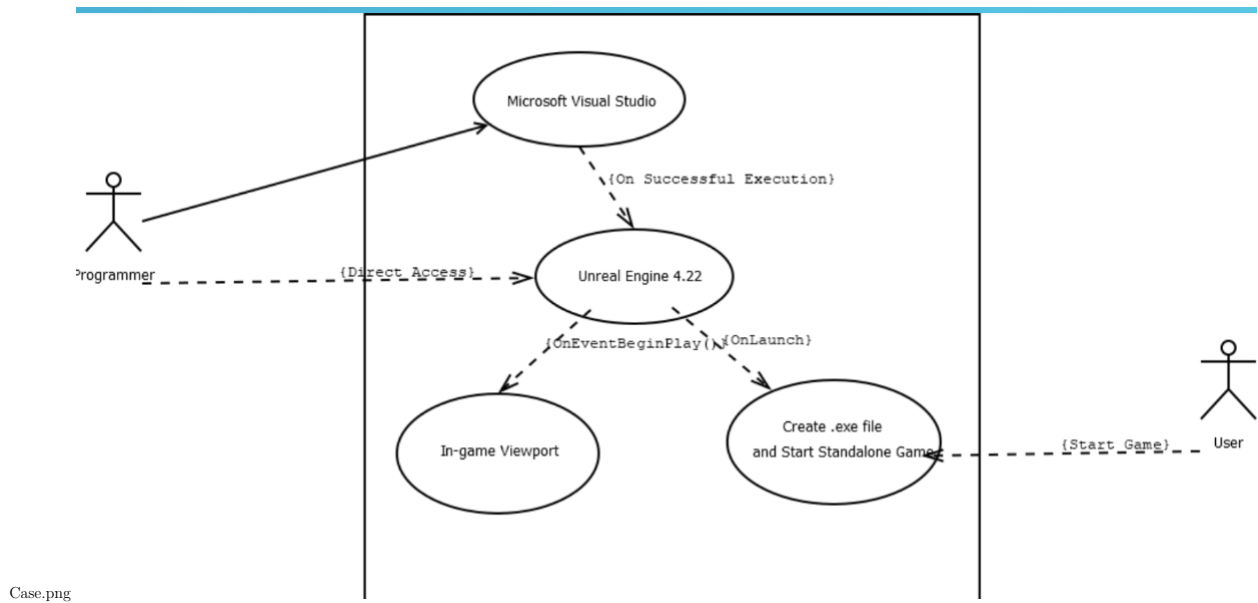 Microsoft Visual Studio
{On Successful Execution}
Programmer
{Direct Access}
Unreal Engine 4.22
{OnEventBeginPlay()}
{OnLaunch}
Create .exe file
and Start Standalone Game
In-game Viewport
{Start Game}
User
Case.png